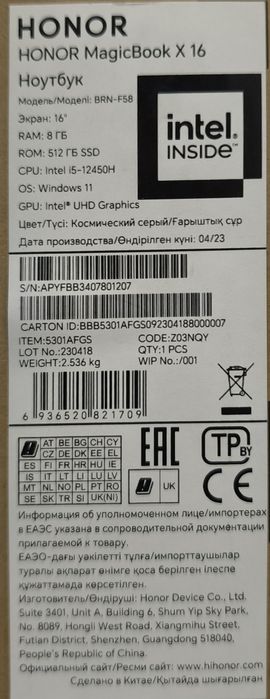 HONOR
HONOR MagicBook X 16
Ноутбук
Модель/Моделі: BRN-F58
Экран: 16"
RAM: 8 ГБ
ROM: 512 ГБ SSD
CPU: Intel i5-12450H
OS: Windows 11
GPU: Intel® UHD Graphics
intel.
INSIDE™
Цвет/Түсі: Космический серый/Ғарыштық сұр
Дата производства/Өндірілген күні: 04/23
S/N:APYFBB3407801207
CARTON ID:BBB5301AFGS092304188000007
ITEM:5301AFGS CODE:Z03NQY
LOT No.:230418 QTY:1 PCS
WEIGHT:2.536 kg WIP No.:/001
6 936520 821709
AT BE BG CH CY
CZ DE DK EE EL
ES FI FR HR HU IE
IS IT LT LI LV
MT NL NO PL PT RO
SE SK TR SI UK(NI)
UK
EAC
TP BY
CE
Информация об уполномоченном лице/импортерах
в ЕАЭС указана в сопроводительной документации
прилагаемой к товару.
ЕАЭО-дағы уәкілетті тұлға/импорттаушылар
туралы ақпарат өнімге қоса берілген ілеспе
құжаттамада көрсетілген.
Изготовитель/Өндіруші: Honor Device Co., Ltd.
Suite 3401, Unit A, Building 6, Shum Yip Sky Park,
No. 8089, Hongli West Road, Xiangmihu Street,
Futian District, Shenzhen, Guangdong 518040,
People's Republic of China.
Официальный сайт/Ресми сайт: www.hihonor.com
Сделано в Китае/Қытайда шығарылған